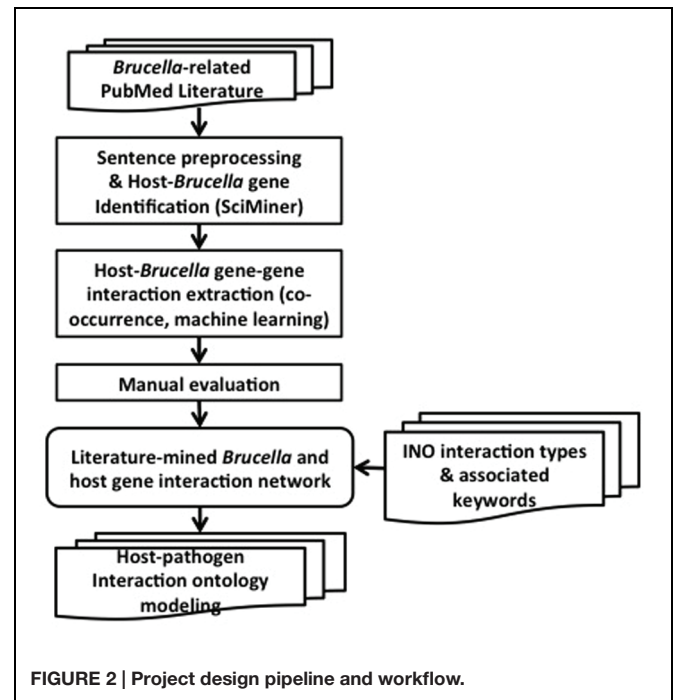 Brucella-related
PubMed Literature
Sentence preprocessing
& Host-Brucella gene
Identification (SciMiner)
Host-Brucella gene-gene
interaction extraction (co-
occurrence, machine learning)
Manual evaluation
Literature-mined Brucella and
host gene interaction network
INO interaction types
& associated
keywords
Host-pathogen
Interaction ontology
modeling
FIGURE 2 | Project design pipeline and workflow.